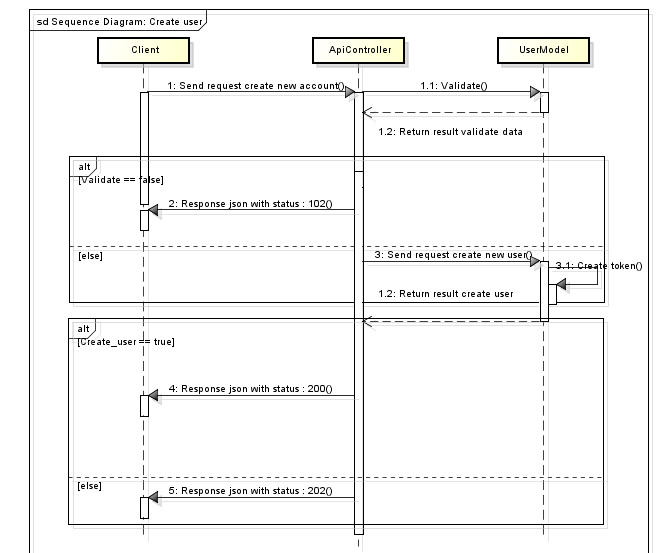 sd Sequence Diagram: Create user
Client
ApiController
UserModel
1: Send request create new account()
1.1: Validate()
1.2: Return result validate data
alt
[Validate == false]
2: Response json with status : 102()
[else]
3: Send request create new user()
3.1: Create token()
1.2: Return result create user
alt
[Create_user == true]
4: Response json with status : 200()
[else]
5: Response json with status : 202()